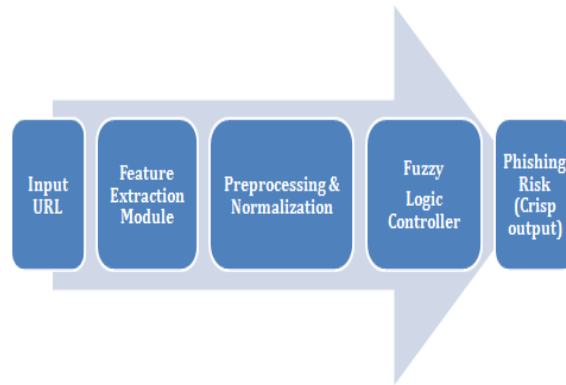 Input
URL
Feature
Extraction
Module
Preprocessing &
Normalization
Fuzzy
Logic
Controller
Phishing
Risk
(Crisp
output)